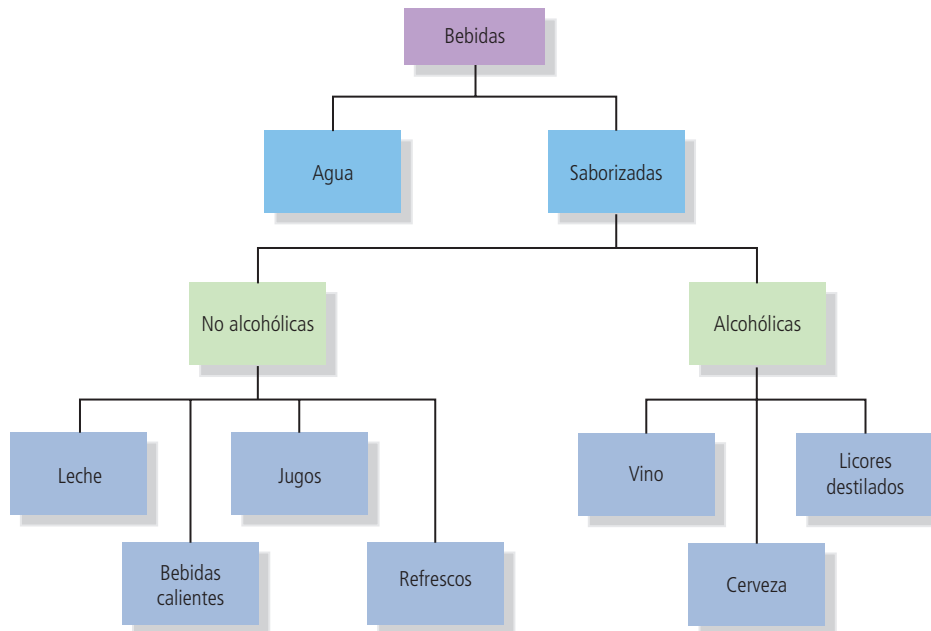 Bebidas
Agua
Saborizadas
No alcohólicas
Alcohólicas
Leche
Jugos
Vino
Licores
destilados
Bebidas
calientes
Refrescos
Cerveza